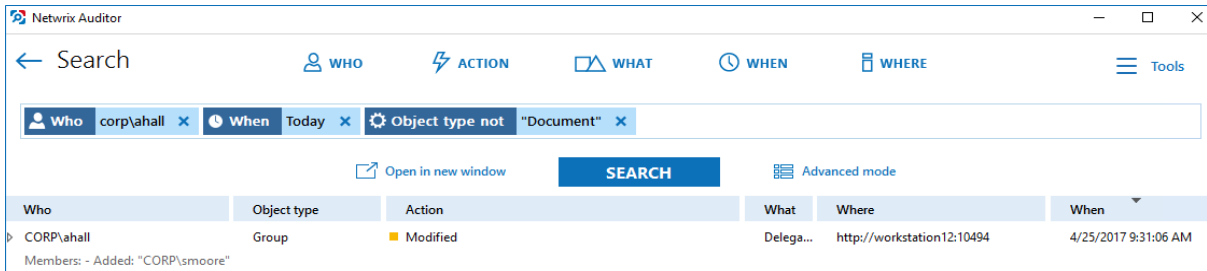 Netwrix Auditor
Search WHO ACTION WHAT WHEN WHERE Tools
Who corp\ahall When Today Object type not "Document"
Open in new window SEARCH Advanced mode
Who Object type Action What Where When
CORP\ahall Group Modified Delega... http://workstation12:10494 4/25/2017 9:31:06 AM
Members: - Added: "CORP\smoore"